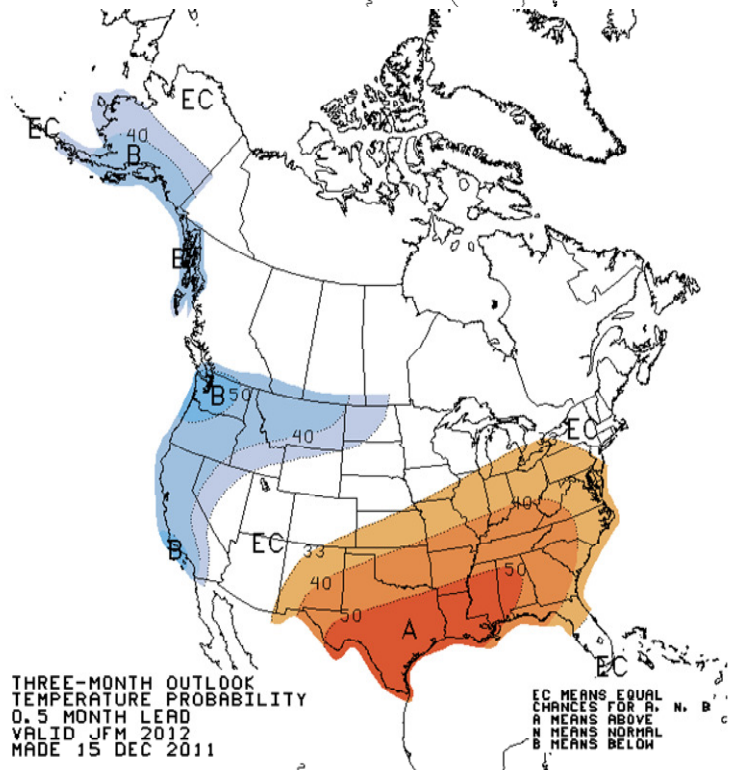 EC
EC
40
B
B
B
50
40
EC
33
40
EC
B
33
40
50
50
A
EC
THREE-MONTH OUTLOOK
TEMPERATURE PROBABILITY
0.5 MONTH LEAD
VALID JFM 2012
MADE 15 DEC 2011
EC MEANS EQUAL
CHANCES FOR A, N, B
A MEANS ABOVE
N MEANS NORMAL
B MEANS BELOW